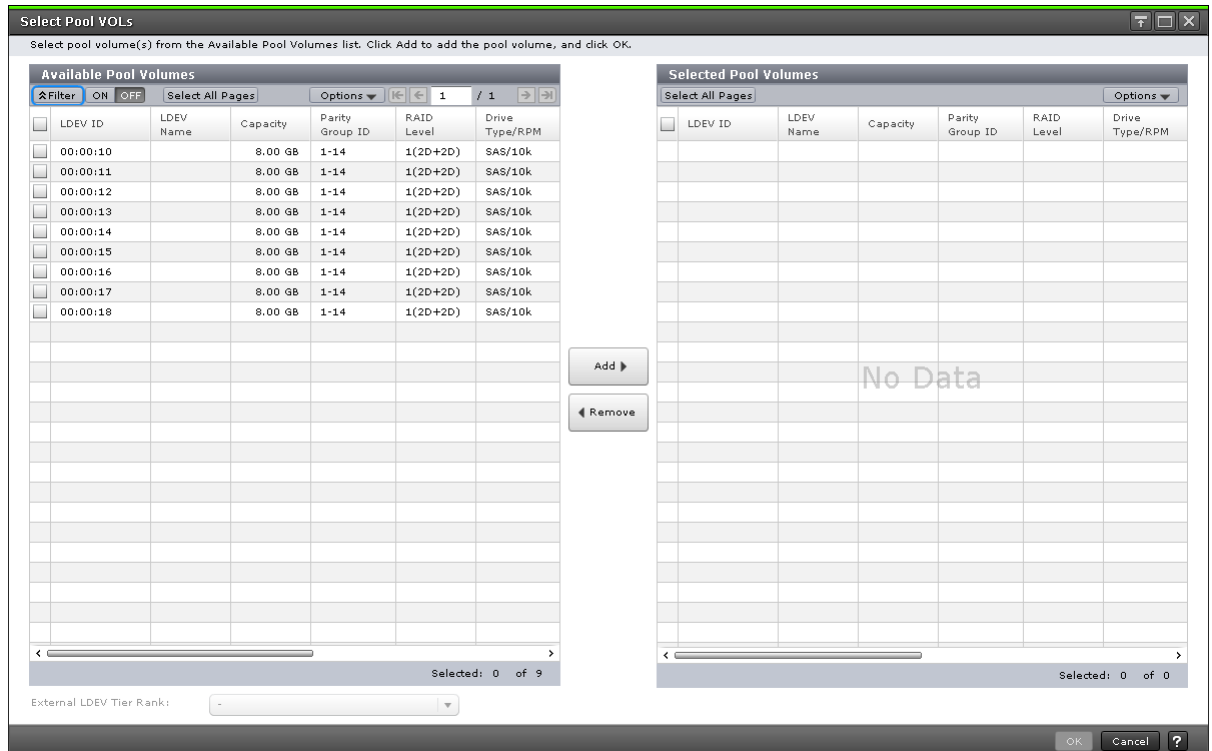 Select Pool VOLs
Select pool volume(s) from the Available Pool Volumes list. Click Add to add the pool volume, and click OK.
Available Pool Volumes
Filter ON OFF Select All Pages Options 1 / 1
LDEV ID LDEV Name Capacity Parity Group ID RAID Level Drive Type/RPM
00:00:10 8.00 GB 1-14 1(2D+2D) SAS/10k
00:00:11 8.00 GB 1-14 1(2D+2D) SAS/10k
00:00:12 8.00 GB 1-14 1(2D+2D) SAS/10k
00:00:13 8.00 GB 1-14 1(2D+2D) SAS/10k
00:00:14 8.00 GB 1-14 1(2D+2D) SAS/10k
00:00:15 8.00 GB 1-14 1(2D+2D) SAS/10k
00:00:16 8.00 GB 1-14 1(2D+2D) SAS/10k
00:00:17 8.00 GB 1-14 1(2D+2D) SAS/10k
00:00:18 8.00 GB 1-14 1(2D+2D) SAS/10k
Selected: 0 of 9
External LDEV Tier Rank: -
Add
Remove
Selected Pool Volumes
Select All Pages Options
LDEV ID LDEV Name Capacity Parity Group ID RAID Level Drive Type/RPM
No Data
Selected: 0 of 0
OK Cancel ?